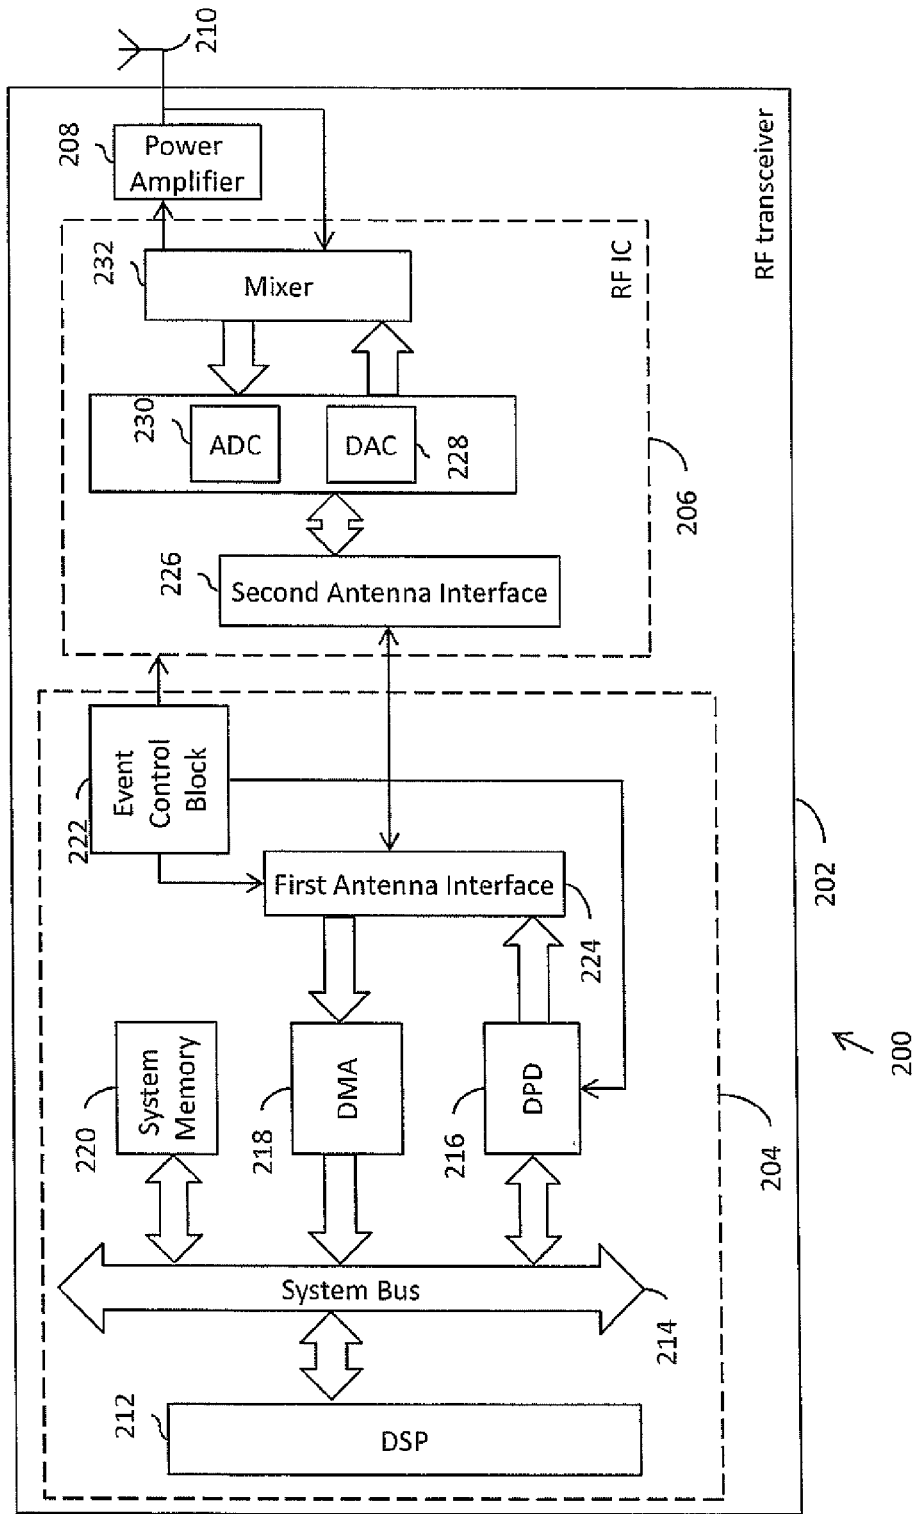 210
208
Power
Amplifier
232
Mixer
RF IC
RF transceiver
230
ADC
DAC
228
206
226
Second Antenna Interface
222
Event
Control
Block
First Antenna Interface
224
202
220
System
Memory
218
DMA
216
DPD
204
200
System Bus
214
212
DSP